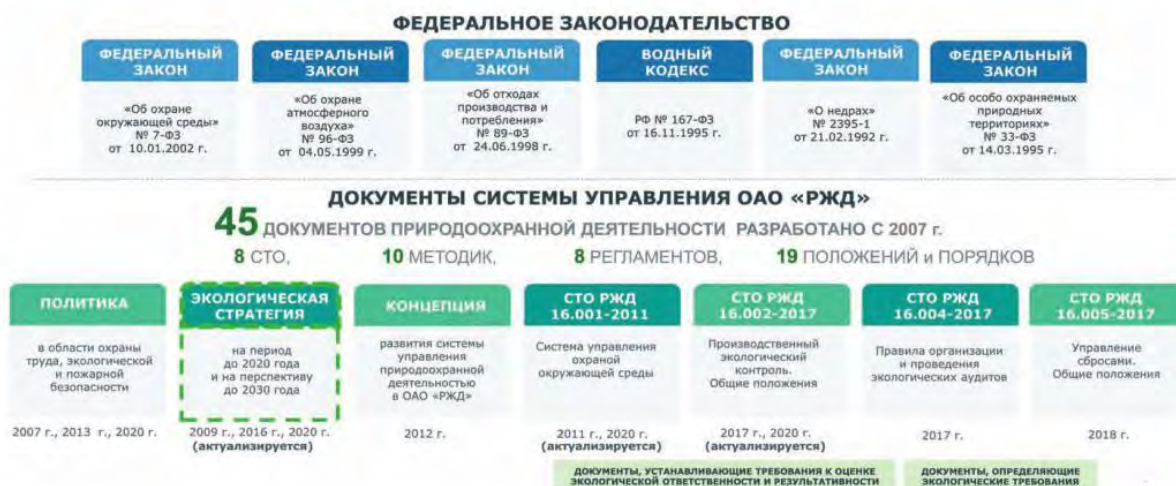 ФЕДЕРАЛЬНОЕ ЗАКОНОДАТЕЛЬСТВО
ФЕДЕРАЛЬНЫЙ
ЗАКОН
«Об охране
окружающей среды»
№ 7-ФЗ
от 10.01.2002 г.
ФЕДЕРАЛЬНЫЙ
ЗАКОН
«Об охране
атмосферного
воздуха»
№ 96-ФЗ
от 04.05.1999 г.
ФЕДЕРАЛЬНЫЙ
ЗАКОН
«Об отходах
производства и
потребления»
№ 89-ФЗ
от 24.06.1998 г.
ВОДНЫЙ
КОДЕКС
РФ № 167-ФЗ
от 16.11.1995 г.
ФЕДЕРАЛЬНЫЙ
ЗАКОН
«О недрах»
№ 2395-1
от 21.02.1992 г.
ФЕДЕРАЛЬНЫЙ
ЗАКОН
«Об особо охраняемых
природных
территориях»
№ 33-ФЗ
от 14.03.1995 г.
ДОКУМЕНТЫ СИСТЕМЫ УПРАВЛЕНИЯ ОАО «РЖД»
45 ДОКУМЕНТОВ ПРИРОДООХРАННОЙ ДЕЯТЕЛЬНОСТИ РАЗРАБОТАНО С 2007 г.
8 СТО, 10 МЕТОДИК, 8 РЕГЛАМЕНТОВ, 19 ПОЛОЖЕНИЙ и ПОРЯДКОВ
ПОЛИТИКА
в области охраны
труда, экологической
и пожарной
безопасности
2007 г., 2013 г., 2020 г.
ЭКОЛОГИЧЕСКАЯ
СТРАТЕГИЯ
на период
до 2020 года
и на перспективу
до 2030 года
2009 г., 2016 г., 2020 г.
(актуализируется)
КОНЦЕПЦИЯ
развития системы
управления
природоохранной
деятельностью
в ОАО «РЖД»
2012 г.
СТО РЖД
16.001-2011
Система управления
охраной
окружающей среды
2011 г., 2020 г.
(актуализируется)
СТО РЖД
16.002-2017
Производственный
экологический
контроль.
Общие положения
2017 г., 2020 г.
(актуализируется)
СТО РЖД
16.004-2017
Правила организации
и проведения
экологических аудитов
2017 г.
СТО РЖД
16.005-2017
Управление
сбросами.
Общие положения
2018 г.
ДОКУМЕНТЫ, УСТАНАВЛИВАЮЩИЕ ТРЕБОВАНИЯ К ОЦЕНКЕ
ЭКОЛОГИЧЕСКОЙ ОТВЕТСТВЕННОСТИ И РЕЗУЛЬТАТИВНОСТИ
ДОКУМЕНТЫ, ОПРЕДЕЛЯЮЩИЕ
ЭКОЛОГИЧЕСКИЕ ТРЕБОВАНИЯ